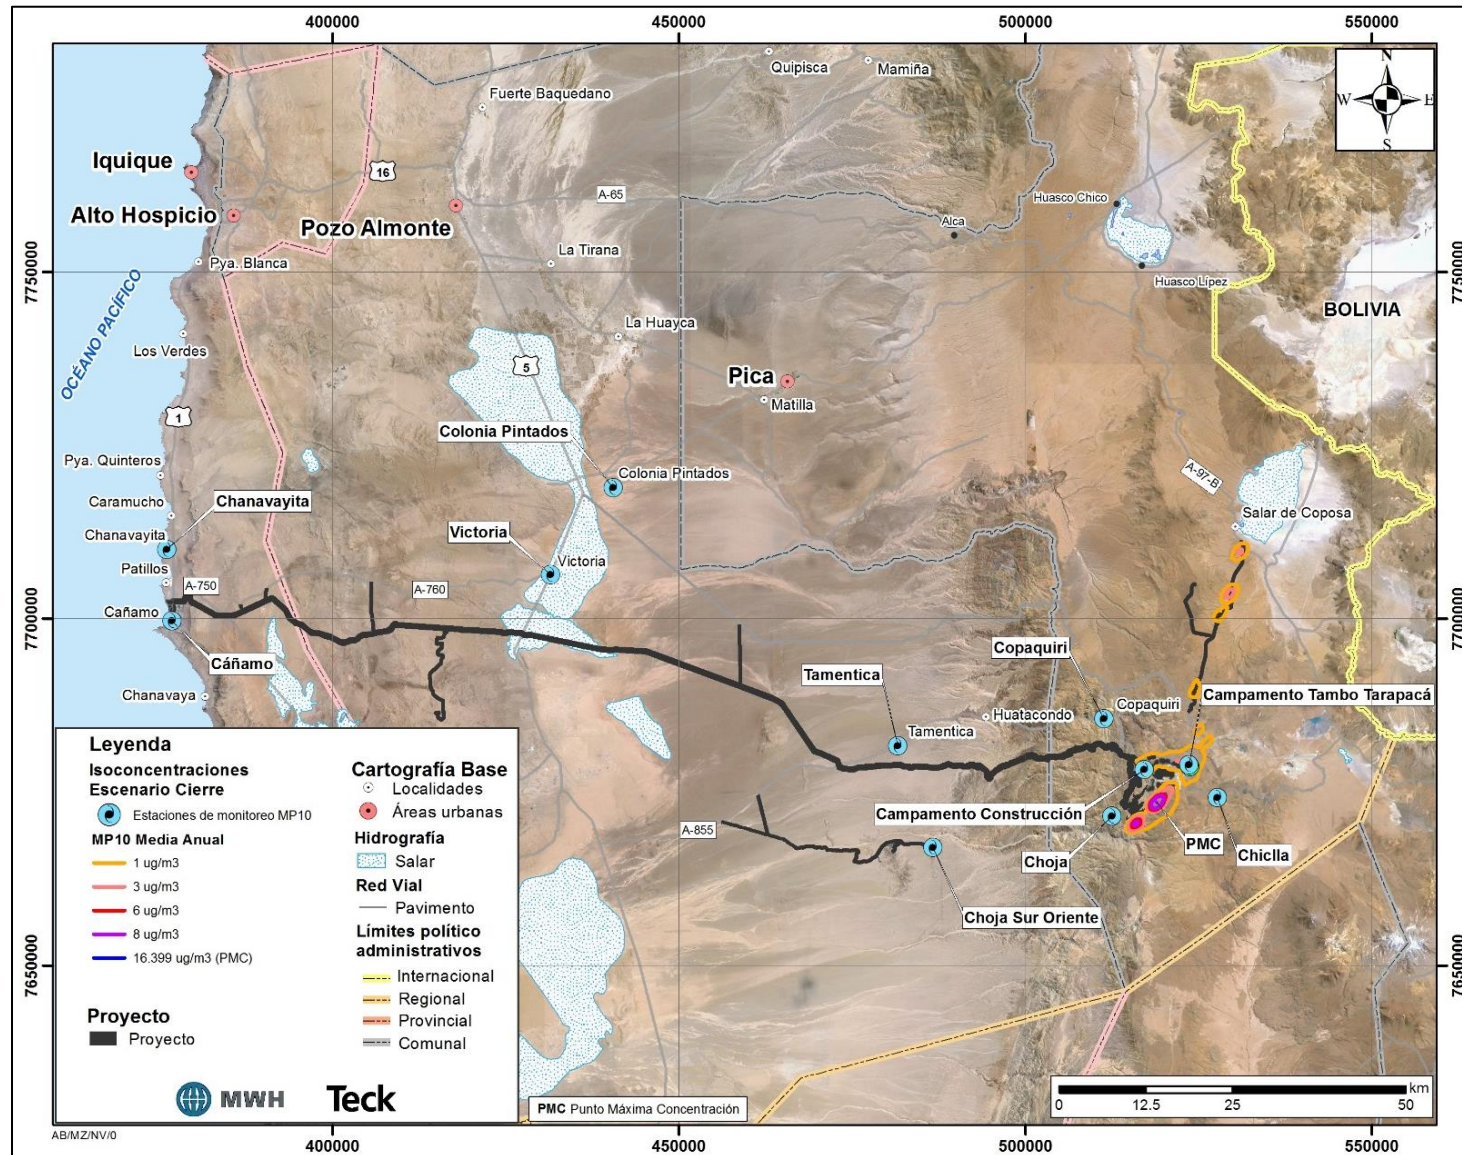 400000
450000
500000
550000
Quipisca
Mamiña
Fuerte Baquedano
N
W
E
S
Iquique
16
A-65
Alto Hospicio
Pozo Almonte
Huasco Chico
Alca
La Tirana
Pya. Blanca
7750000
7750000
Huasco Lípez
OCÉANO PACÍFICO
BOLIVIA
La Huayca
Los Verdes
5
Pica
Matilla
1
Colonia Pintados
Pya. Quinteros
Colonia Pintados
A-97-B
Caramucho
Chanavayita
Salar de Coposa
Chanavayita
Victoria
Victoria
Patillos
A-750
A-760
Cañamo
7700000
7700000
Copaquiri
Cáñamo
Tamentica
Campamento Tambo Tarapacá
Chanavaya
Copaquiri
Huatacondo
Tamentica
Campamento Construcción
A-855
PMC
Choja
Chiclla
Choja Sur Oriente
7650000
7650000
Leyenda
Isoconcentraciones
Escenario Cierre
Estaciones de monitoreo MP10
MP10 Media Anual
1 ug/m3
3 ug/m3
6 ug/m3
8 ug/m3
16.399 ug/m3 (PMC)
Proyecto
Proyecto
Cartografía Base
Localidades
Áreas urbanas
Hidrografía
Salar
Red Vial
Pavimento
Límites político
administrativos
Internacional
Regional
Provincial
Comunal
MWH
Teck
PMC Punto Máxima Concentración
km
0
12.5
25
50
AB/MZ/NV/0
400000
450000
500000
550000